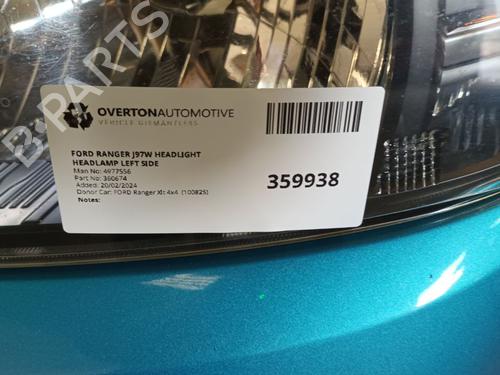 B-PARTS
OVERTONAUTOMOTIVE
VEHICLE DISMANTLERS
FORD RANGER J97W HEADLIGHT
HEADLAMP LEFT SIDE
Man No: 4977556
Part No: 360674
Added: 20/02/2024
Donor Car: FORD Ranger Xlt 4x4 (100825)
Notes:
359938